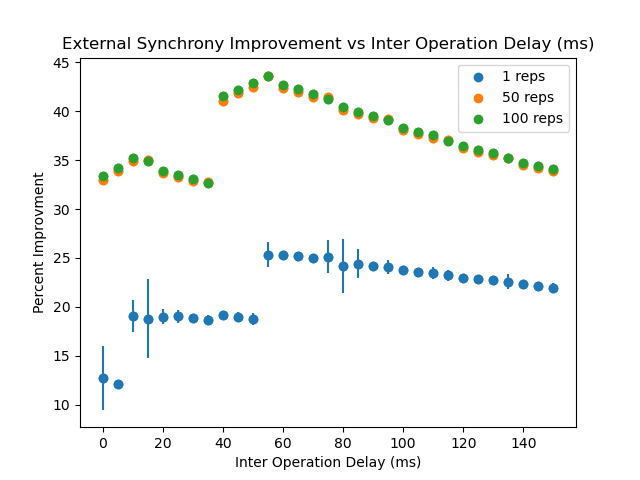 External Synchrony Improvement vs Inter Operation Delay (ms)
45
40
35
30
25
20
15
10
Percent Improvment
1 reps
50 reps
100 reps
0 20 40 60 80 100 120 140
Inter Operation Delay (ms)